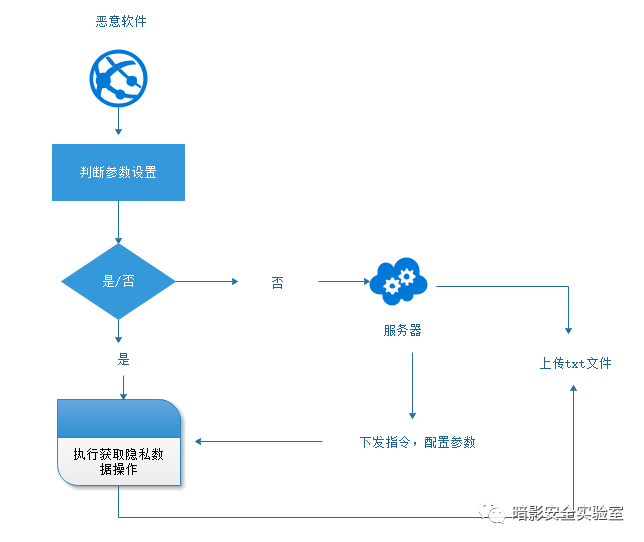 恶意软件
判断参数设置
是/否
否
服务器
是
上传txt文件
下发指令，配置参数
执行获取隐私数
据操作
暗影安全实验室